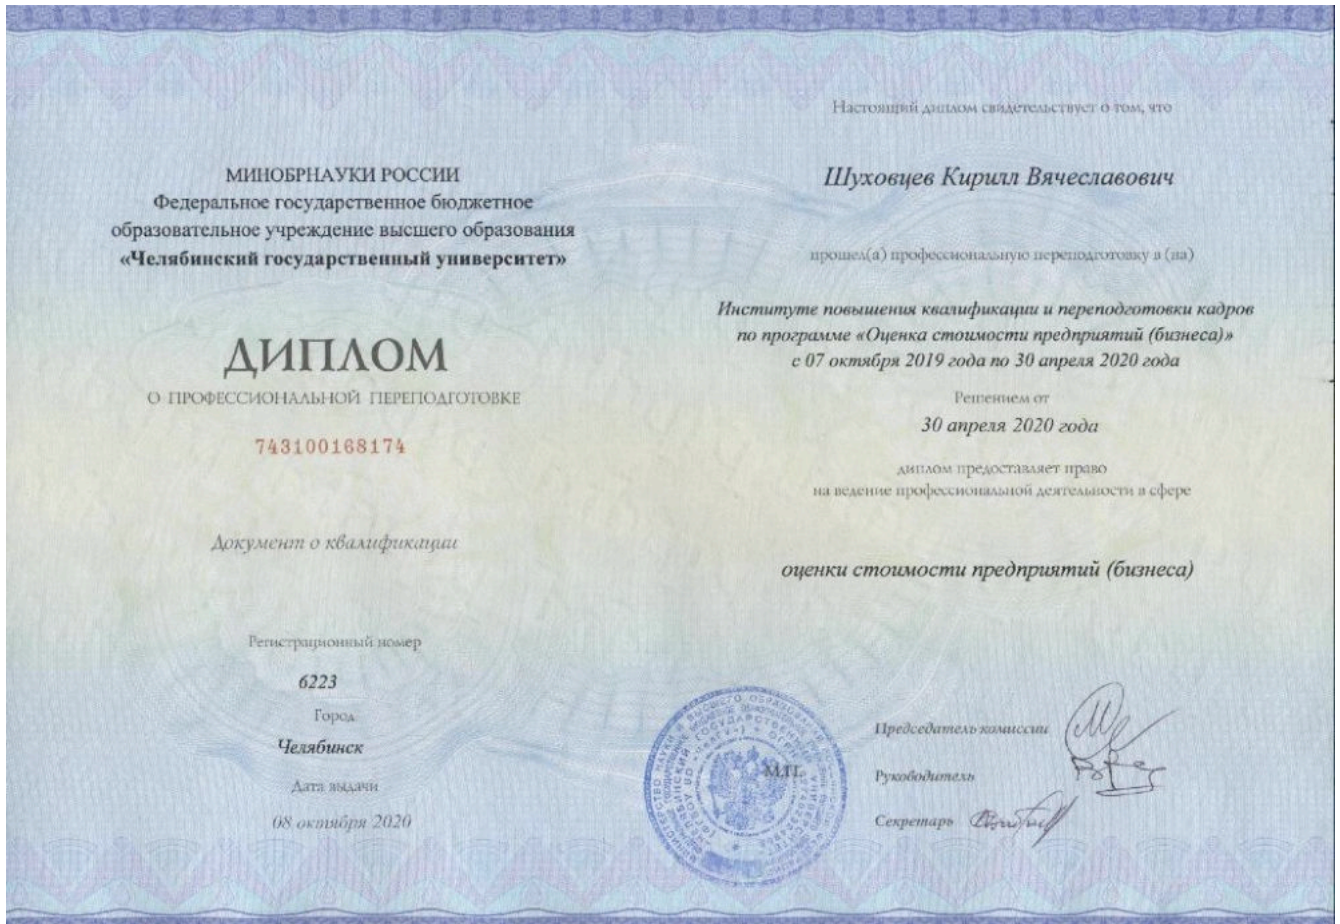 МИНОБРНАУКИ РОССИИ
Федеральное государственное бюджетное
образовательное учреждение высшего образования
«Челябинский государственный университет»
ДИПЛОМ
О ПРОФЕССИОНАЛЬНОЙ ПЕРЕПОДГОТОВКЕ
743100168174
Документ о квалификации
Регистрационный номер
6223
Город
Челябинск
Дата выдачи
08 октября 2020
Настоящий диплом свидетельствует о том, что
Шуховцев Кирилл Вячеславович
прошел(а) профессиональную переподготовку в (на)
Институте повышения квалификации и переподготовки кадров
по программе «Оценка стоимости предприятий (бизнеса)»
с 07 октября 2019 года по 30 апреля 2020 года
Решением от
30 апреля 2020 года
диплом предоставляет право
на ведение профессиональной деятельности в сфере
оценки стоимости предприятий (бизнеса)
Председатель комиссии
М.П.
Руководитель
Секретарь